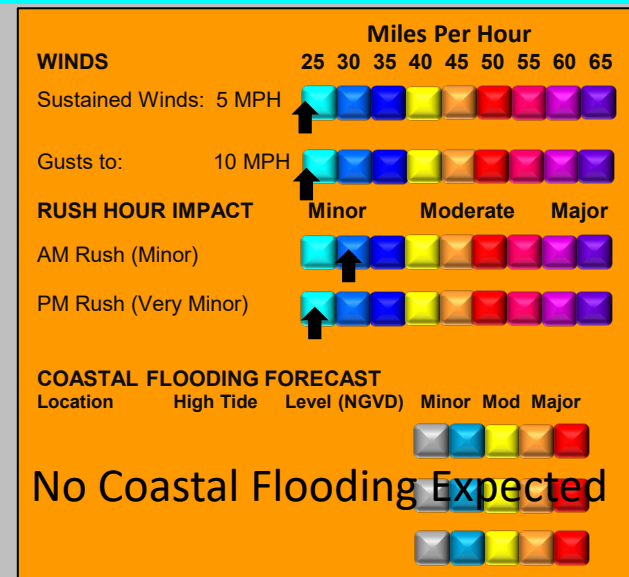 Miles Per Hour
WINDS 25 30 35 40 45 50 55 60 65
Sustained Winds: 5 MPH
Gusts to: 10 MPH
RUSH HOUR IMPACT Minor Moderate Major
AM Rush (Minor)
PM Rush (Very Minor)
COASTAL FLOODING FORECAST
Location High Tide Level (NGVD) Minor Mod Major
No Coastal Flooding Expected